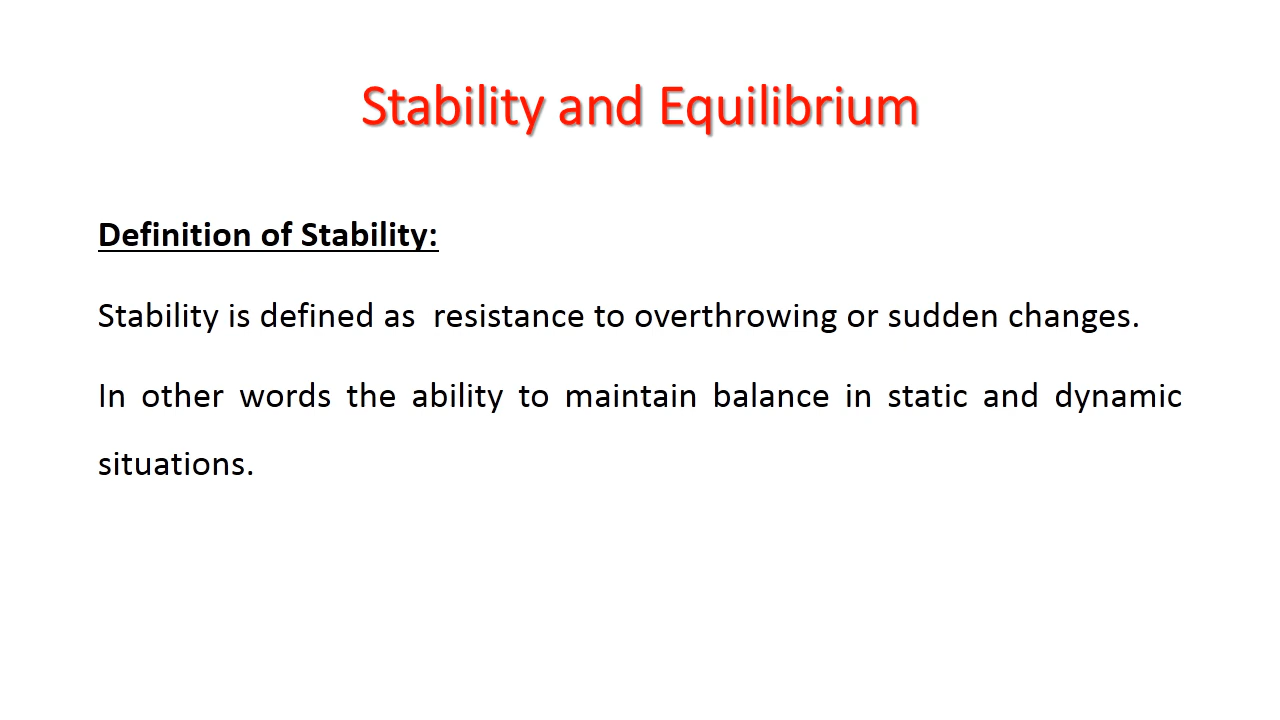 Stability and Equilibrium
Definition of Stability:
Stability is defined as  resistance to overthrowing or sudden changes.
In other words the ability to maintain balance in static and dynamic
situations.